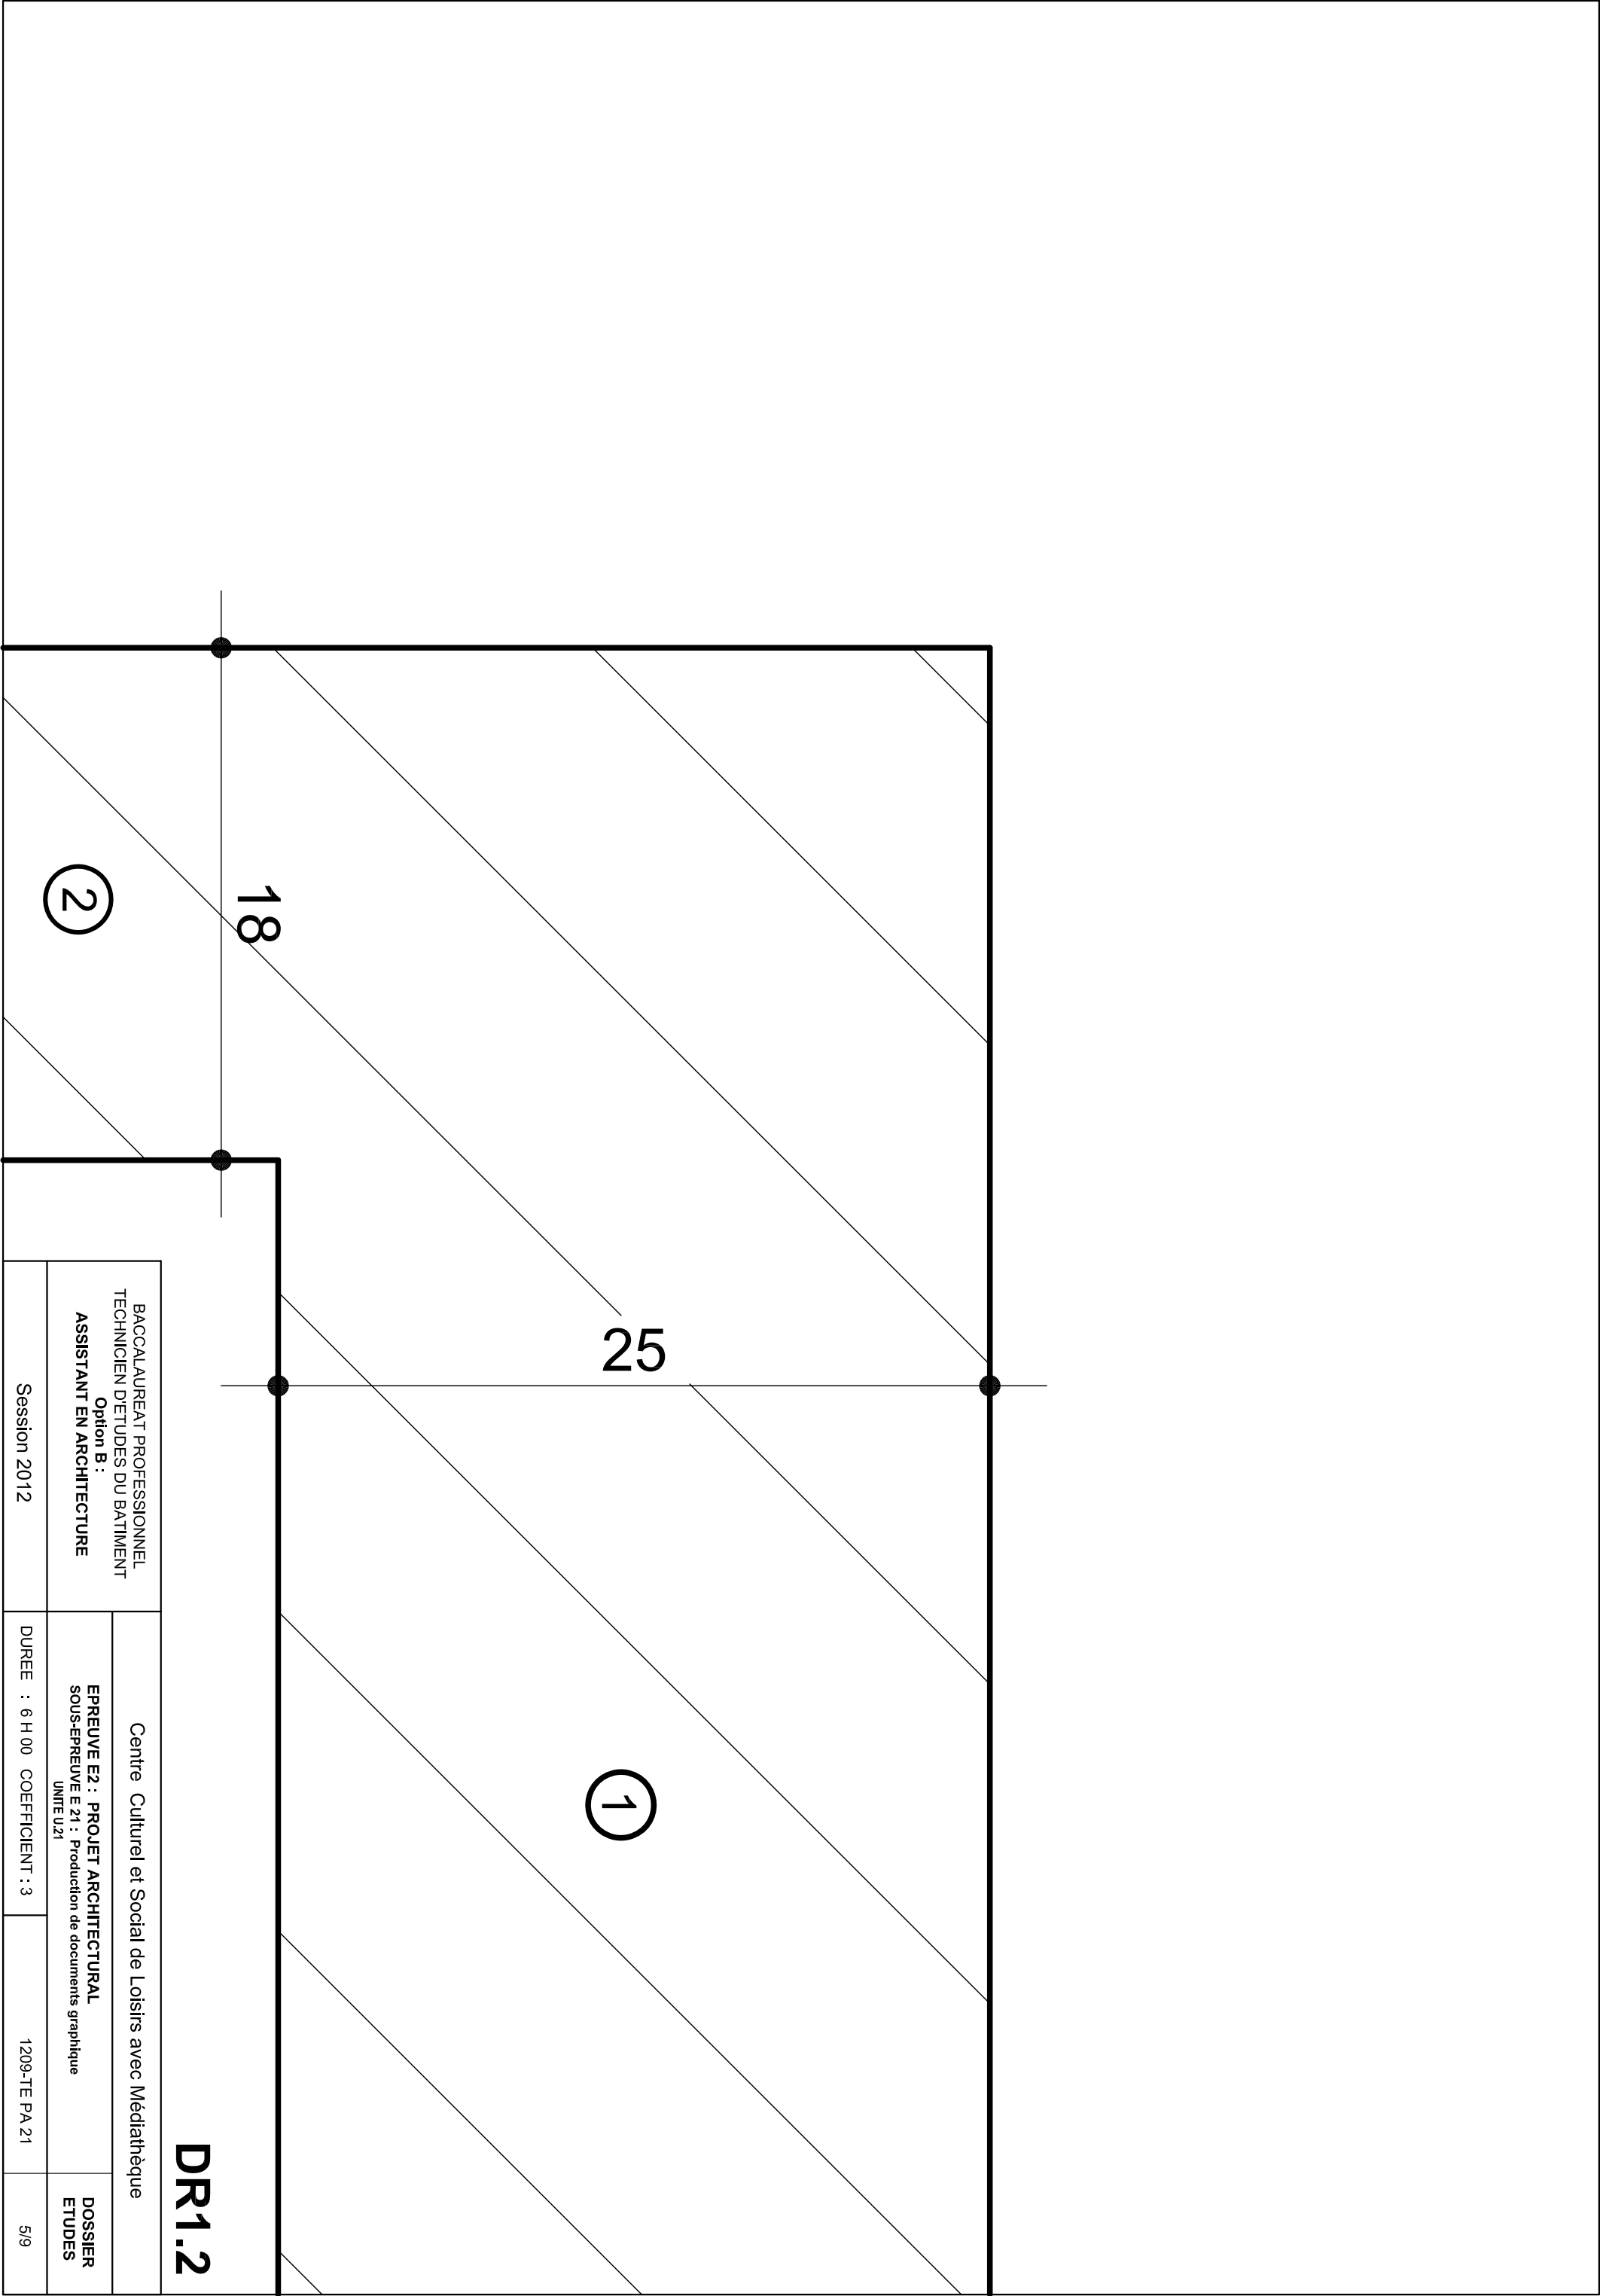 25
18
1
2
DR1.2
BACCALAUREAT PROFESSIONNEL
TECHNICIEN D'ETUDES DU BATIMENT
Option B :
ASSISTANT EN ARCHITECTURE
Session 2012
Centre Culturel et Social de Loisirs avec Médiathèque
EPREUVE E2 : PROJET ARCHITECTURAL
SOUS-EPREUVE E 21 : Production de documents graphique
UNITE U.21
DUREE : 6 H 00 COEFFICIENT : 3
1209-TE PA 21
DOSSIER
ETUDES
5/9